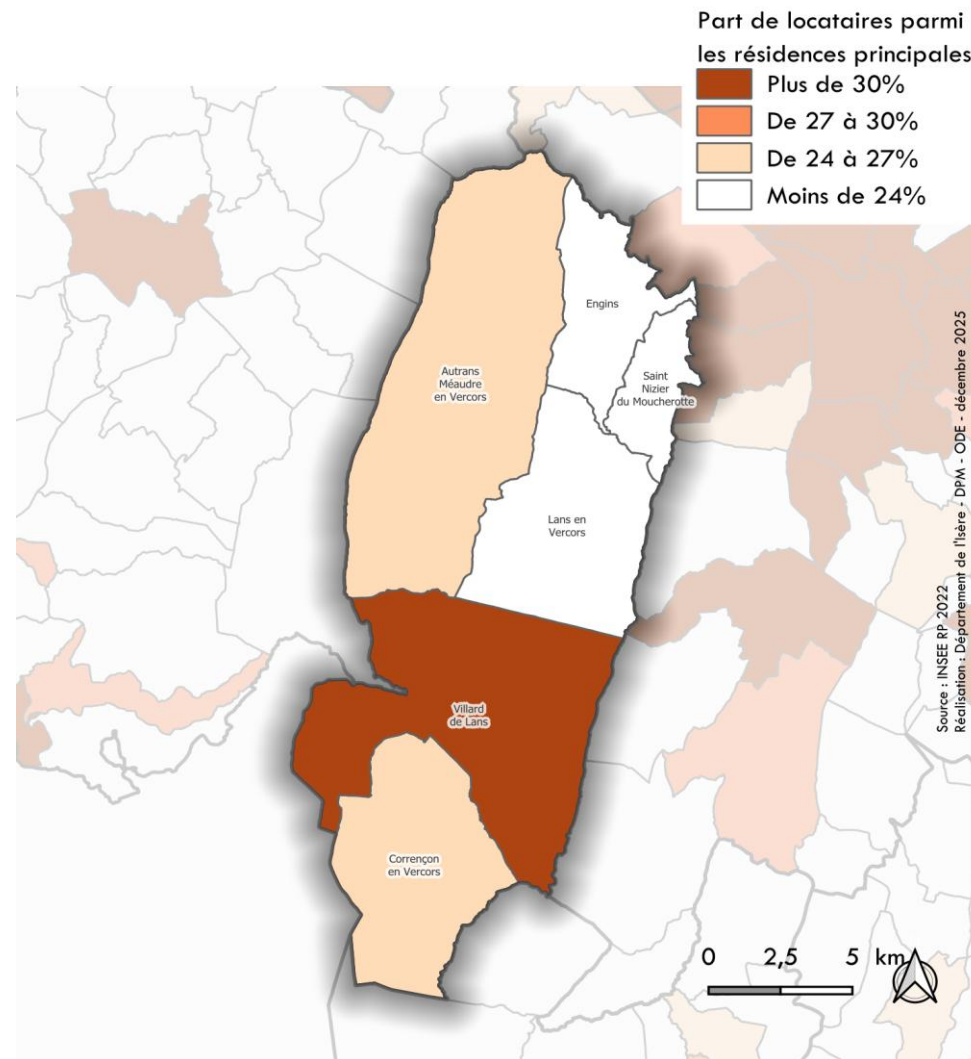 Part de locataires parmi
les résidences principales
Plus de 30%
De 27 à 30%
De 24 à 27%
Moins de 24%
Engins
Autrans
Méaudre
en Vercors
Saint
Nizier
du Moucherotte
Lans en
Vercors
Villard
de Lans
Corrençon
en Vercors
0 2,5 5 km
Source : INSEE RP 2022
Réalisation : Département de l'Isère - DPM - ODE - décembre 2025